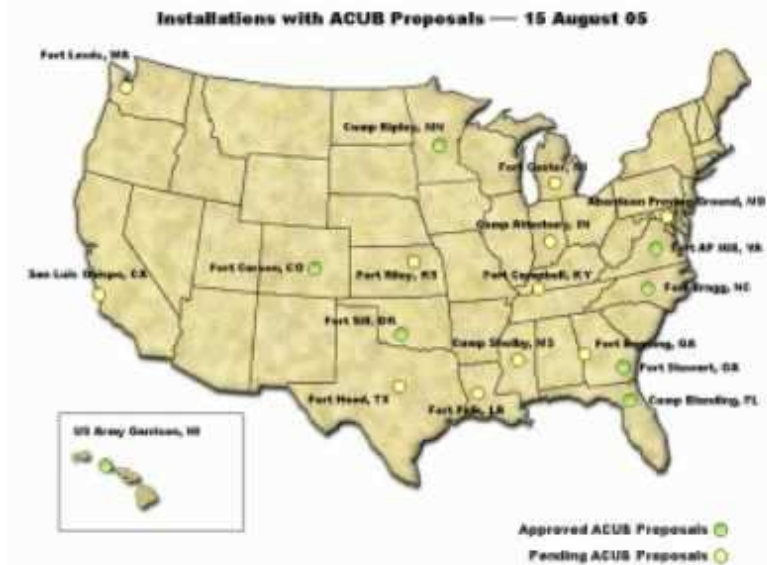 Installations with ACUB Proposals — 15 August 05
Fort Lewis, WA
Camp Ripley, MN
Fort Custer, MI
Aberdeen Proving Ground, MD
Camp Atterbury, IN
Fort AP Hill, VA
San Luis Obispo, CA
Fort Carson, CO
Fort Riley, KS
Fort Campbell, KY
Fort Bragg, NC
Fort Sill, OK
Camp Shelby, MS
Fort Benning, GA
Fort Stewart, GA
Fort Hood, TX
Fort Polk, LA
Camp Blanding, FL
US Army Garrison, HI
Approved ACUB Proposals
Pending ACUB Proposals